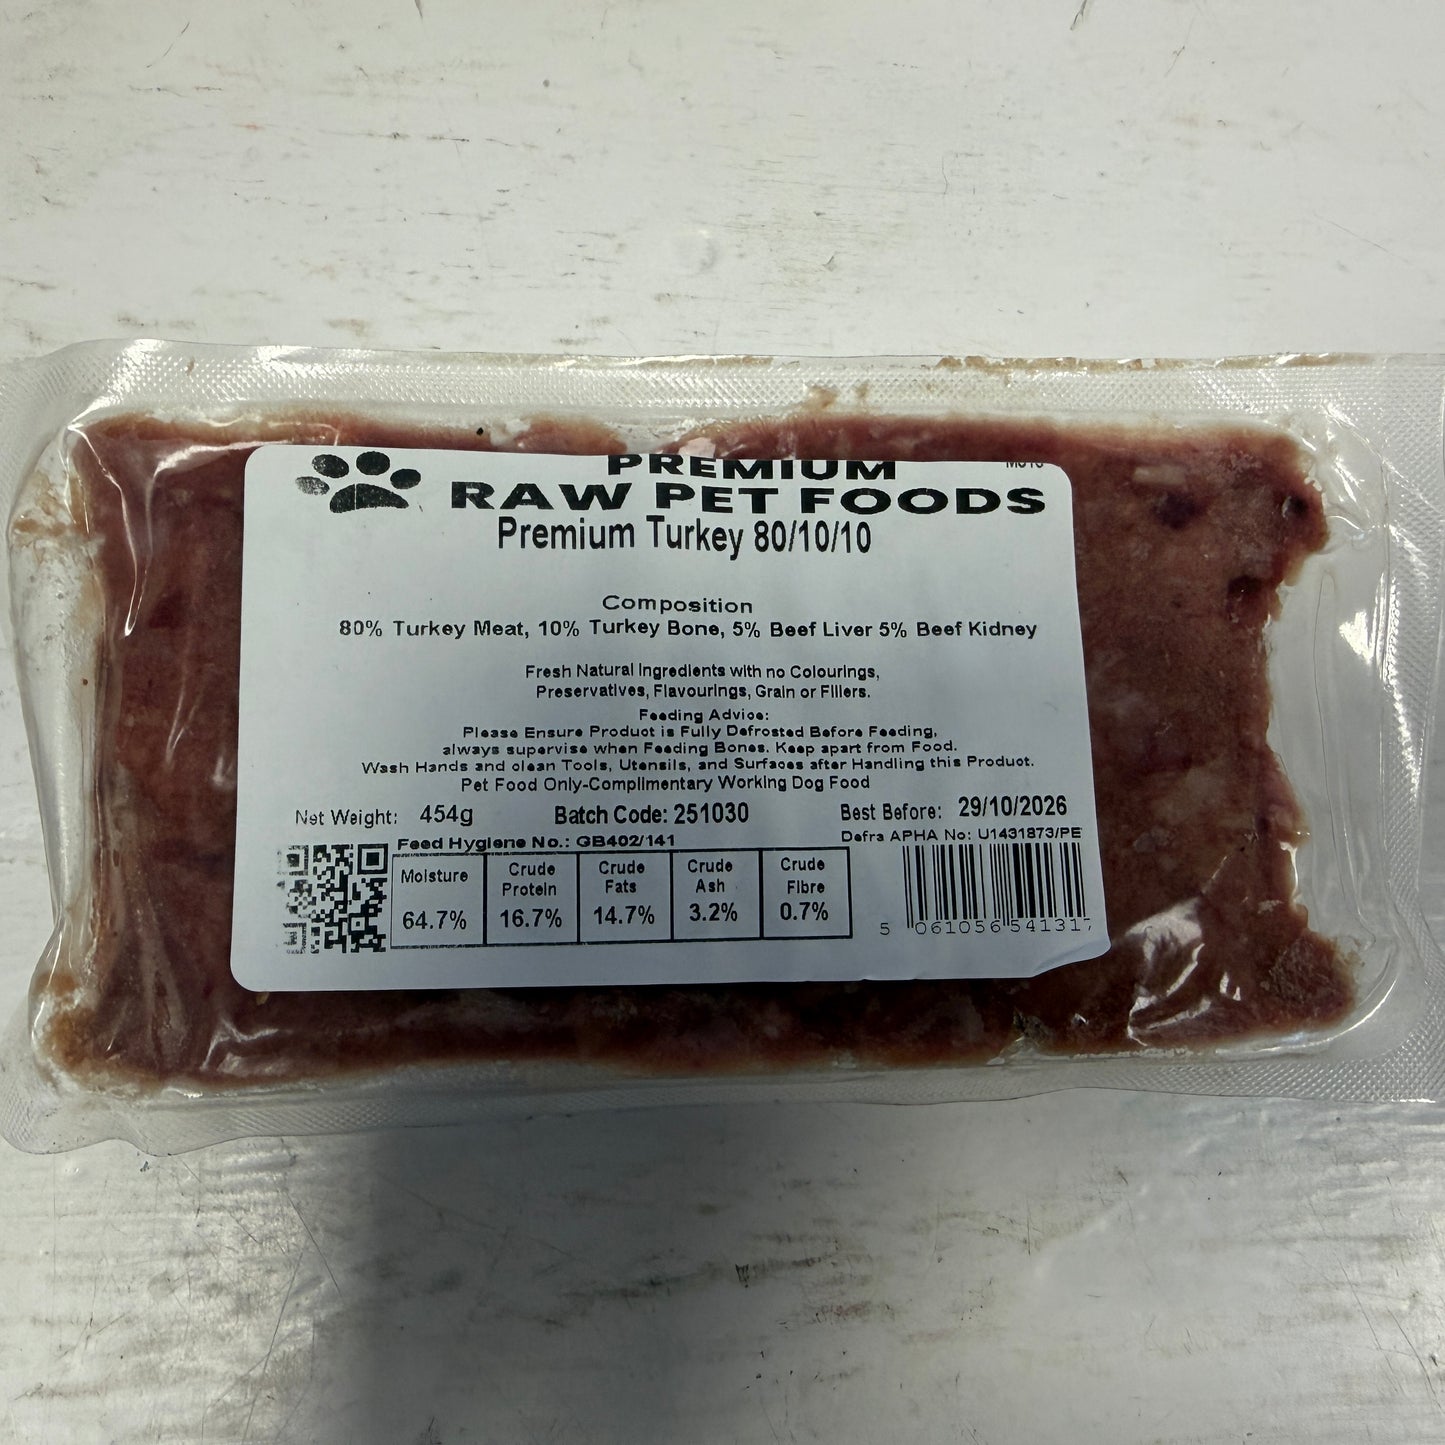 PREMIUM
RAW PET FOODS
Premium Turkey 80/10/10
Composition
80% Turkey Meat, 10% Turkey Bone, 5% Beef Liver 5% Beef Kidney
Fresh Natural Ingredients with no Colourings,
Preservatives, Flavourings, Grain or Fillers.
Feeding Advice:
Please Ensure Product is Fully Defrosted Before Feeding,
always supervise when Feeding Bones. Keep apart from Food.
Wash Hands and clean Tools, Utensils, and Surfaces after Handling this Product.
Pet Food Only-Complimentary Working Dog Food
Net Weight: 454g Batch Code: 251030 Best Before: 29/10/2026
Feed Hygiene No.: GB402/141 Defra APHA No: U1431873/PE
Moisture Crude Protein Crude Fats Crude Ash Crude Fibre
64.7% 16.7% 14.7% 3.2% 0.7%
5 061056 541317